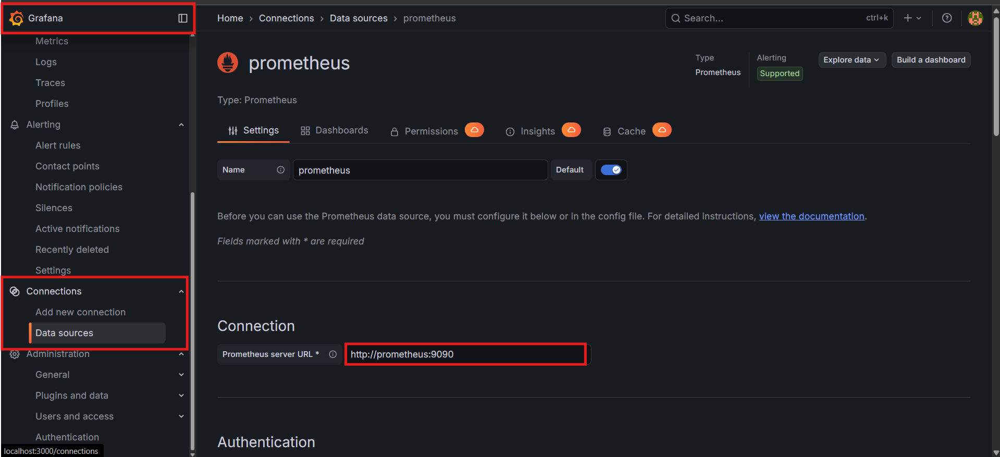 Grafana
Metrics
Logs
Traces
Profiles
Alerting
Alert rules
Contact points
Notification policies
Silences
Active notifications
Recently deleted
Settings
Connections
Add new connection
Data sources
Administration
General
Plugins and data
Users and access
Authentication
localhost:3000/connections
Home › Connections › Data sources › prometheus
Search... ctrl+k
prometheus
Type
Prometheus
Alerting
Supported
Explore data
Build a dashboard
Type: Prometheus
Settings Dashboards Permissions Insights Cache
Name prometheus Default
Before you can use the Prometheus data source, you must configure it below or in the config file. For detailed instructions, view the documentation.
Fields marked with * are required
Connection
Prometheus server URL * http://prometheus:9090
Authentication